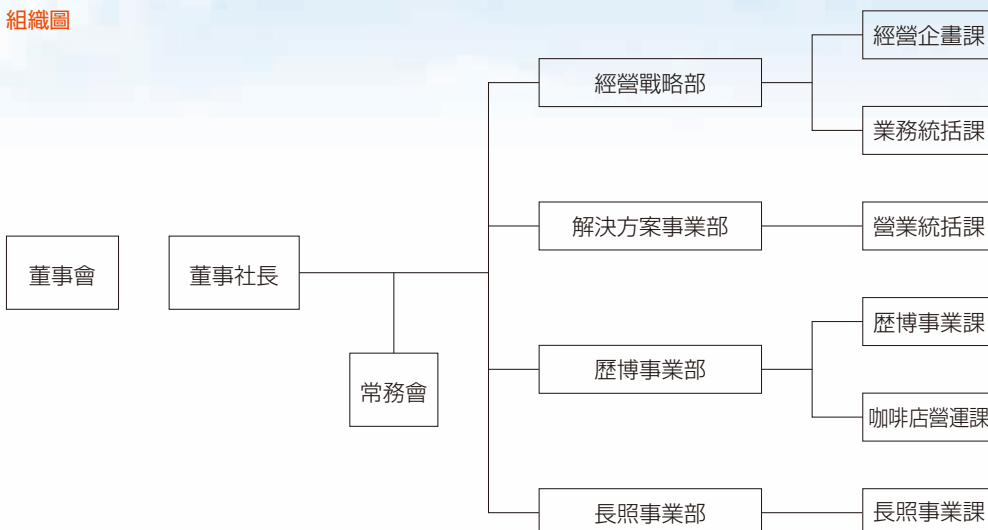 組織圖
董事會
董事社長
常務會
經營戰略部
經營企畫課
業務統括課
解決方案事業部
營業統括課
歷博事業部
歷博事業課
咖啡店營運課
長照事業部
長照事業課